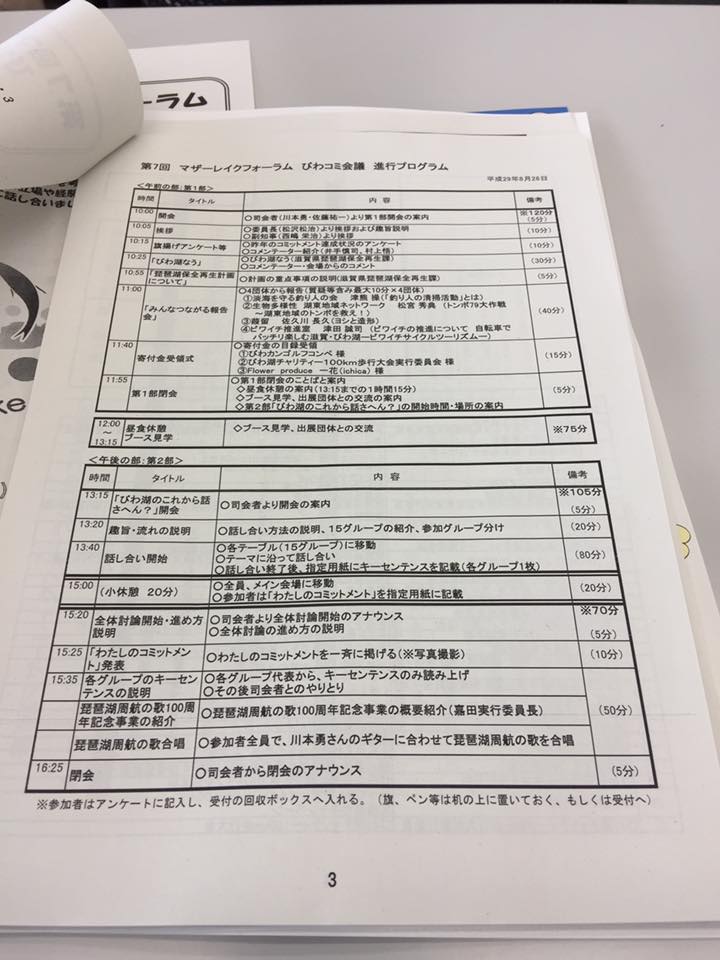 ーラム
第7回 マザーレイクフォーラム びわコミ会議 進行プログラム
平成29年8月26日
<午前の部:第1部>
時間 タイトル 内 容 備考
10:00 開会 ○司会者(川本勇・佐藤祐一)より第1部開会の案内 ※120分
(5分)
10:05 挨拶 ○委員長(松沢松治)より挨拶および趣旨説明 (10分)
○副知事(西嶋 栄治)より挨拶
10:15 旗揚げアンケート等 ○昨年のコミットメント達成状況のアンケート (10分)
○コメンテーター紹介(井手慎司、村上悟)
10:25 「びわ湖なう」 ○びわ湖なう(滋賀県琵琶湖保全再生課) (30分)
○コメンテーター・会場からのコメント
10:55 「琵琶湖保全再生計画について」 ○計画の重点事項の説明(滋賀県琵琶湖保全再生課) (5分)
11:00 「みんなつながる報告会」 ○4団体から報告(質疑等含み最大10分×4団体) (40分)
①淡海を守る釣り人の会 津熊 操(「釣り人の清掃活動」とは)
②生物多様性 湖東地域ネットワーク 松宮 秀典 (トンボ79大作戦
～湖東地域のトンボを救え!)
③葭留 佐久川 長久(ヨシと造形)
④ビワイチ推進室 津田 誠司 (ビワイチの推進について 自転車で
バッチリ楽しむ滋賀・びわ湖ービワイチサイクルツーリズムー)
11:40 寄付金受領式 ○寄付金の目録受領 (15分)
①びわカンゴルフコンペ 様
②びわ湖チャリティー100km歩行大会実行委員会 様
③Flower produce 一花(ichica) 様
11:55 第1部閉会 ○第1部閉会のことばと案内 (5分)
◇昼食休憩の案内(13:15までの1時間15分)
◇ブース見学、出展団体との交流の案内
◇第2部「びわ湖のこれから話さへん?」の開始時間・場所の案内
12:00 ～ 13:15 昼食休憩 ブース見学 ◇ブース見学、出展団体との交流 ※75分
<午後の部:第2部>
時間 タイトル 内 容 備考
13:15 「びわ湖のこれから話さへん?」開会 ○司会者より開会の案内 ※105分
(5分)
13:20 趣旨・流れの説明 ○話し合い方法の説明、15グループの紹介、参加グループ分け (20分)
13:40 話し合い開始 ○各テーブル(15グループ)に移動 (80分)
○テーマに沿って話し合い
○話し合い終了後、指定用紙にキーセンテンスを記載(各グループ1枚)
15:00 (小休憩 20分) ○全員、メイン会場に移動 (20分)
○参加者は「わたしのコミットメント」を指定用紙に記載
15:20 全体討論開始・進め方説明 ○司会者より全体討論開始のアナウンス ※70分
○全体討論の進め方の説明 (5分)
15:25 「わたしのコミットメント」発表 ○わたしのコミットメントを一斉に掲げる(※写真撮影) (10分)
15:35 各グループのキーセンテンスの説明 ○各グループ代表から、キーセンテンスのみ読み上げ
○その後司会者とのやりとり
琵琶湖周航の歌100周年記念事業の紹介 ○琵琶湖周航の歌100周年記念事業の概要紹介(嘉田実行委員長) (50分)
琵琶湖周航の歌合唱 ○参加者全員で、川本勇さんのギターに合わせて琵琶湖周航の歌を合唱
16:25 閉会 ○司会者から閉会のアナウンス (5分)
※参加者はアンケートに記入し、受付の回収ボックスへ入れる。(旗、ペン等は机の上に置いておく、もしくは受付へ)
3